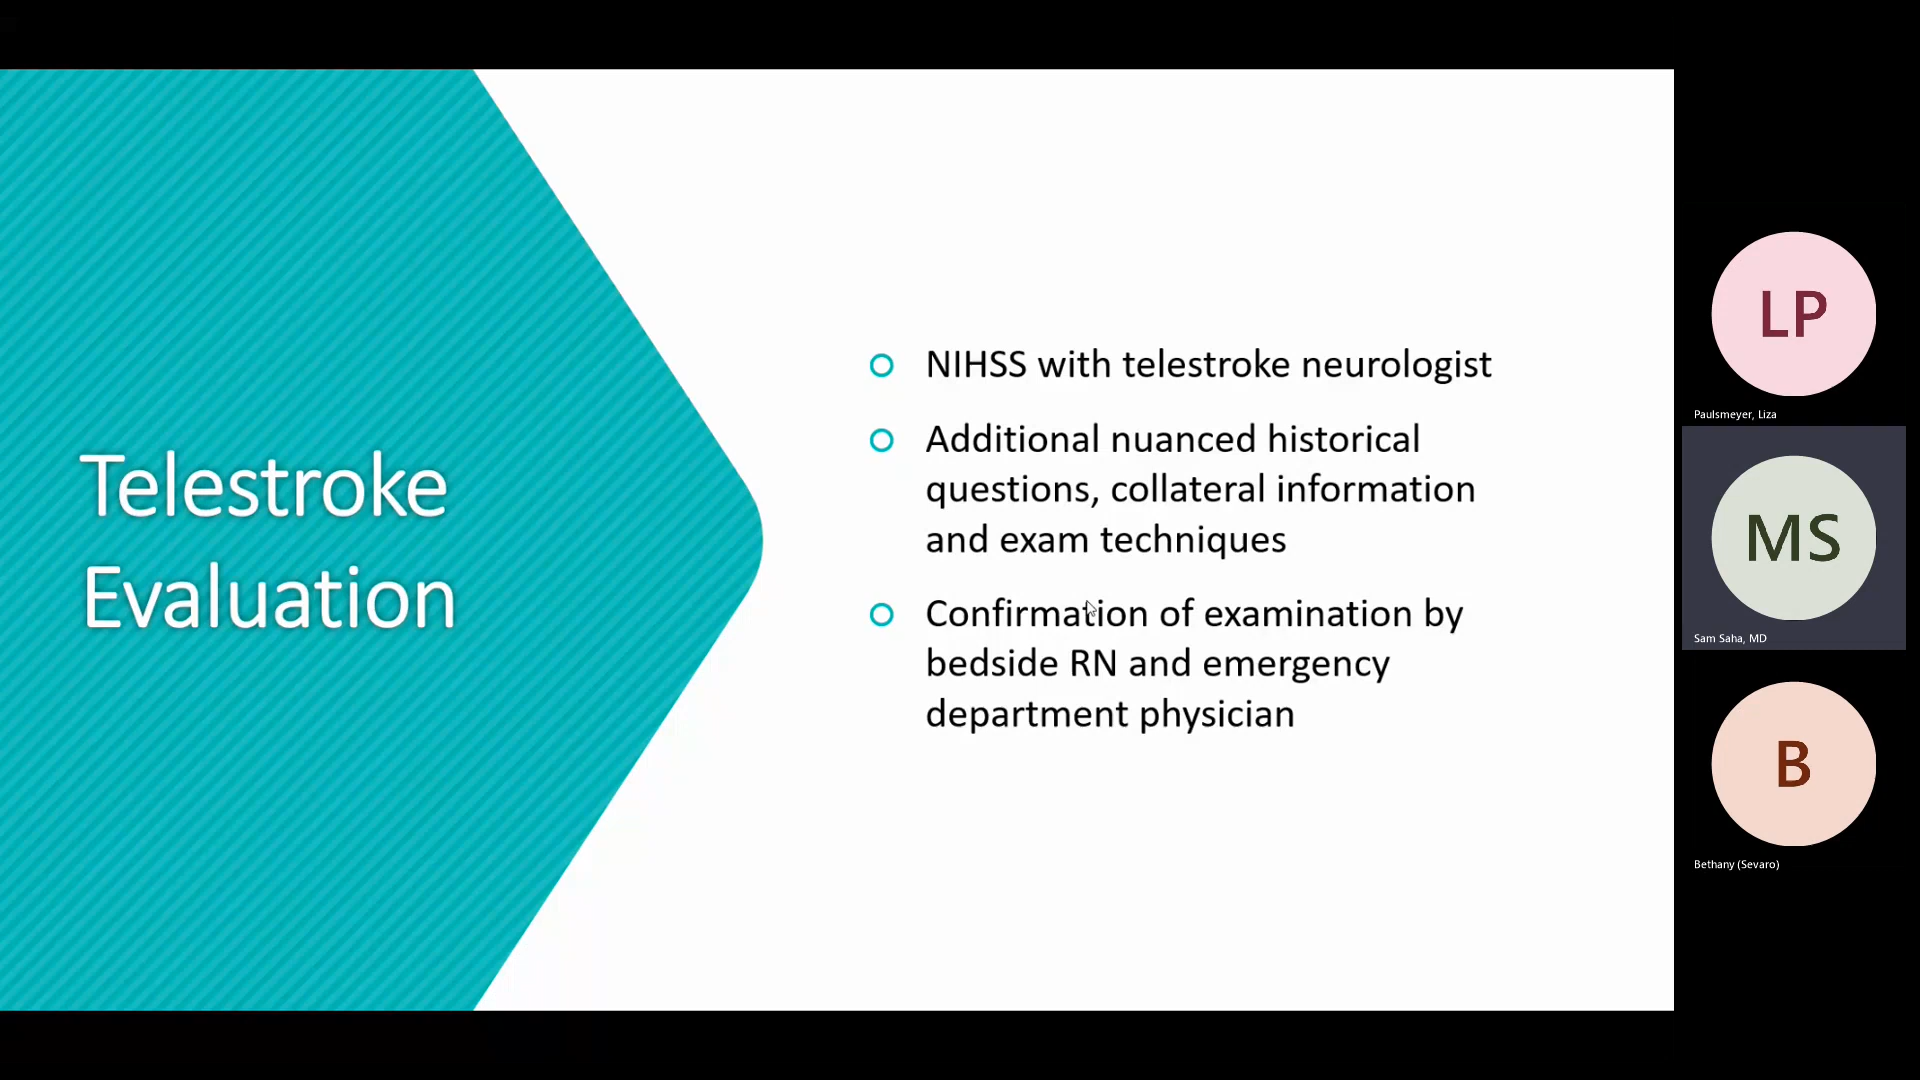 Telestroke
Evaluation
NIHSS with telestroke neurologist
Additional nuanced historical
questions, collateral information
and exam techniques
Confirmation of examination by
bedside RN and emergency
department physician
LP
Paulsmeyer, Liza
MS
Sam Saha, MD
B
Bethany (Sevaro)